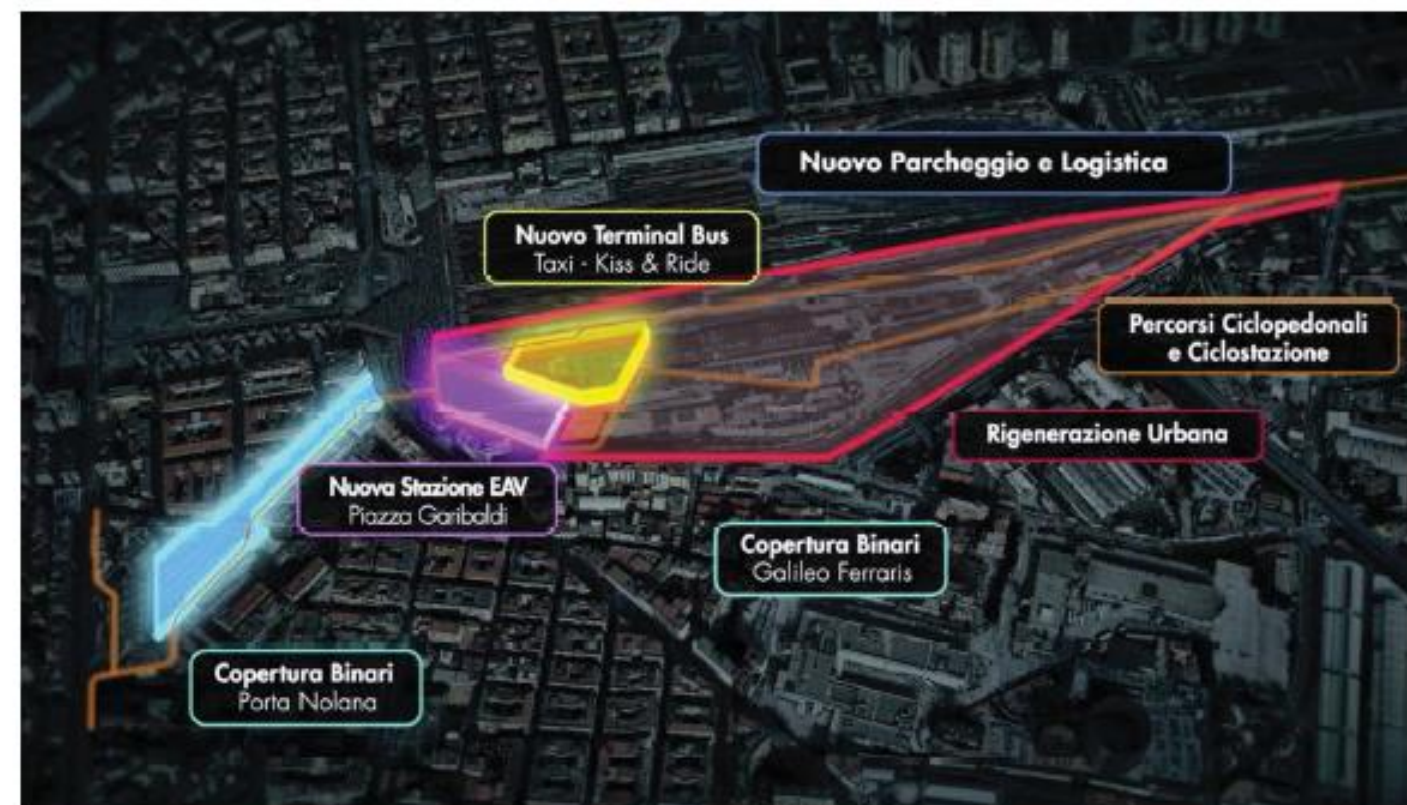 Nuovo Parcheggio e Logistica
Nuovo Terminal Bus
Taxi - Kiss & Ride
Percorsi Ciclopedonali
e Ciclostazione
Rigenerazione Urbana
Nuova Stazione EAV
Piazza Garibaldi
Copertura Binari
Galileo Ferraris
Copertura Binari
Porta Nolana